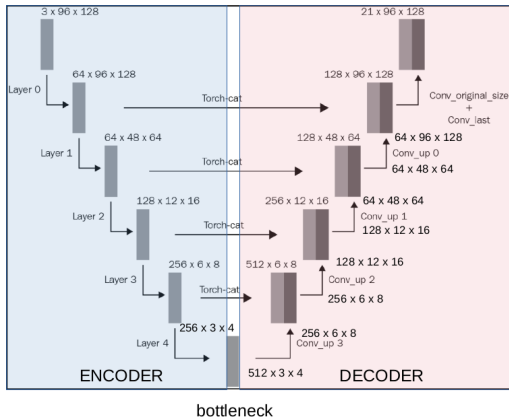 3 x 96 x 128
21 x 96 x 128
64 x 96 x 128
128 x 96 x 128
Layer 0
Torch-cat
Conv_original_size
+
Conv_last
64 x 48 x 64
128 x 48 x 64
64 x 96 x 128
Layer 1
Torch-cat
Conv_up 0
64 x 48 x 64
128 x 12 x 16
256 x 12 x 16
64 x 48 x 64
Layer 2
Torch-cat
Conv_up 1
128 x 12 x 16
256 x 6 x 8
512 x 6 x 8
128 x 12 x 16
Layer 3
Torch-cat
Conv_up 2
256 x 6 x 8
256 x 3 x 4
256 x 6 x 8
Layer 4
Conv_up 3
512 x 3 x 4
ENCODER
DECODER
bottleneck